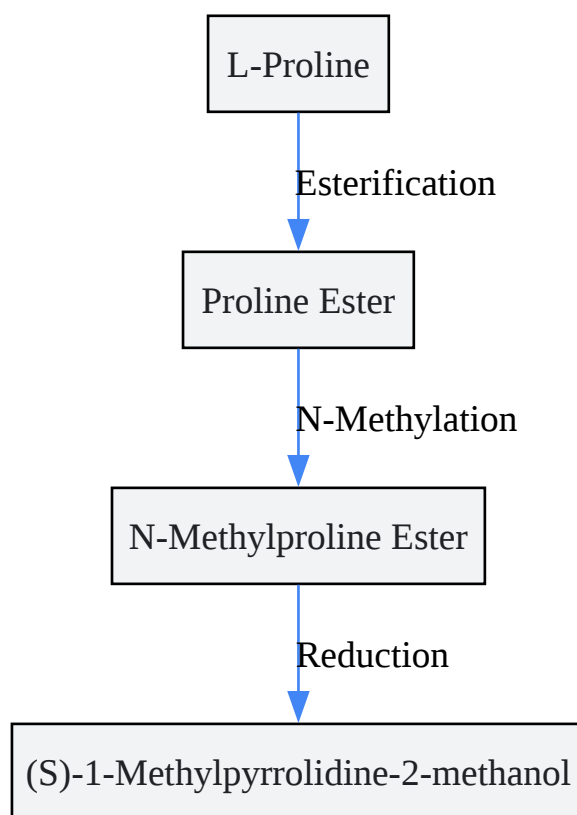 L-Proline
Esterification
Proline Ester
N-Methylation
N-Methylproline Ester
Reduction
(S)-1-Methylpyrrolidine-2-methanol